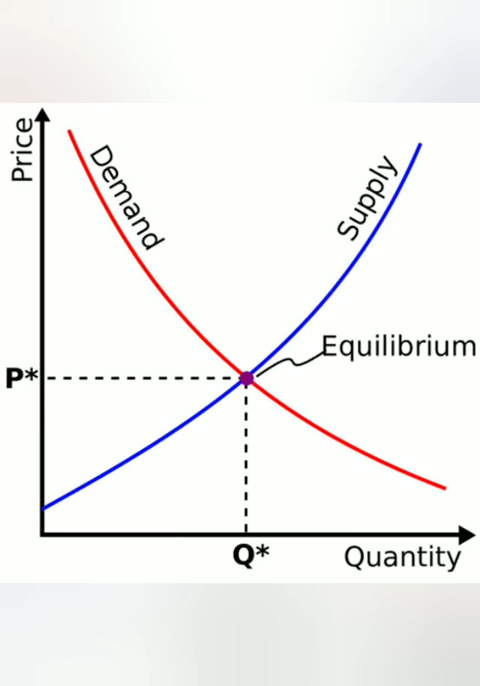 Price
Demand
Supply
Equilibrium
P*
Q*
Quantity